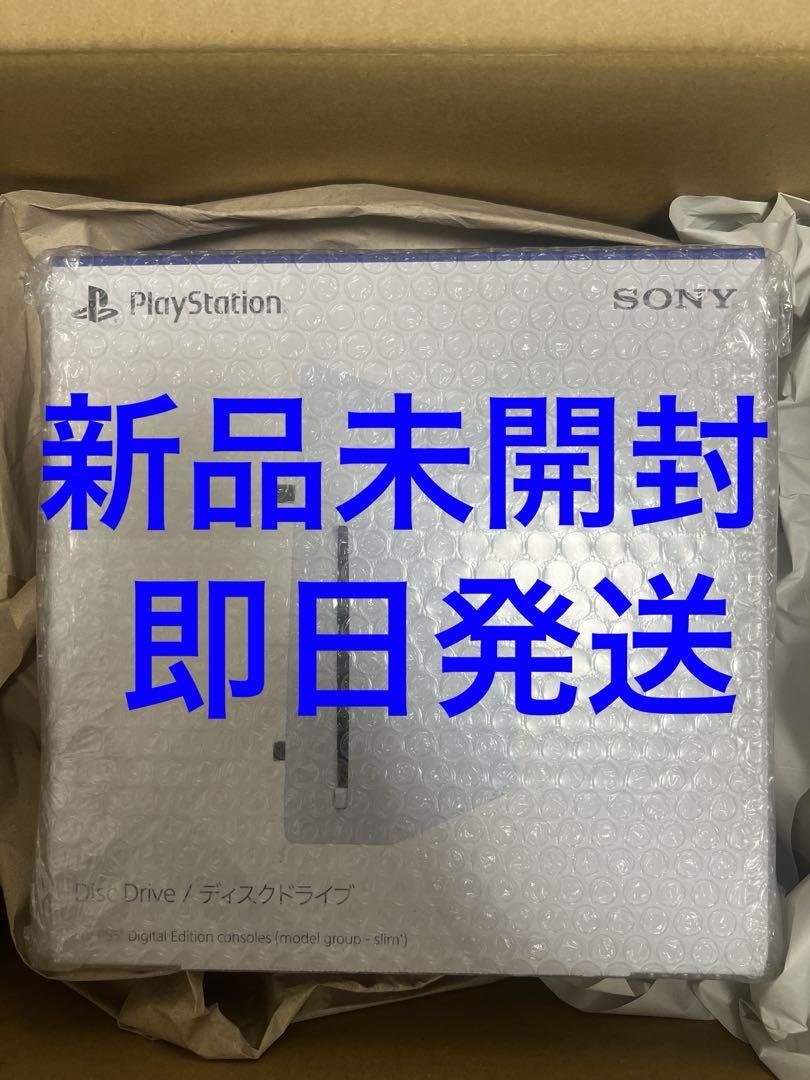 PlayStation
SONY
新品未開封
即日発送
Disc Drive / ディスクドライブ
PS5 Digital Edition consoles (model group - slim*)